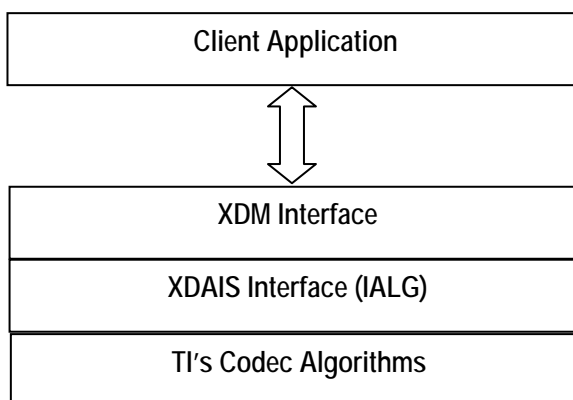 Client Application
XDM Interface
XDAIS Interface (IALG)
TI's Codec Algorithms